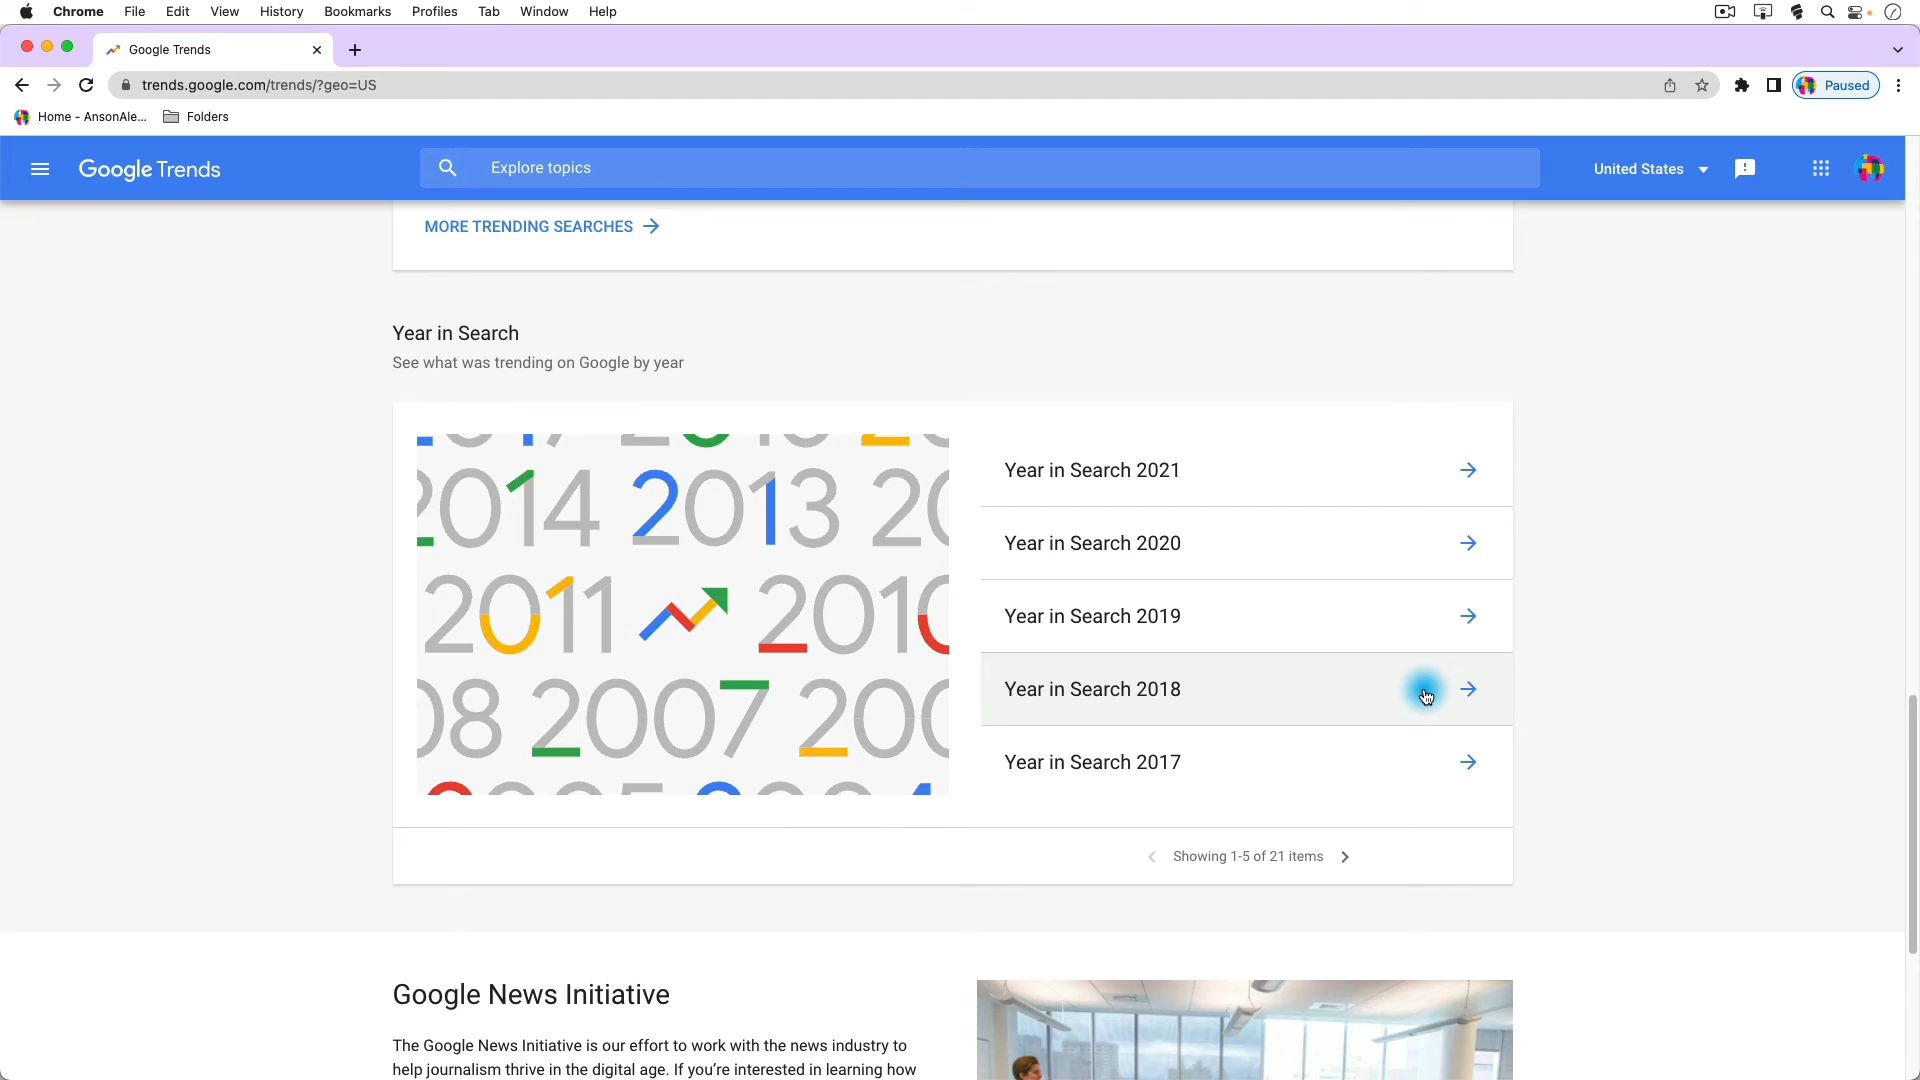 Chrome File Edit View History Bookmarks Profiles Tab Window Help
Google Trends
trends.google.com/trends/?geo=US
Paused
Home - AnsonAle... Folders
Google Trends
Explore topics
United States
MORE TRENDING SEARCHES
Year in Search
See what was trending on Google by year
2014 2013 20
2011 2010
08 2007 200
Year in Search 2021
Year in Search 2020
Year in Search 2019
Year in Search 2018
Year in Search 2017
Showing 1-5 of 21 items
Google News Initiative
The Google News Initiative is our effort to work with the news industry to
help journalism thrive in the digital age. If you're interested in learning how